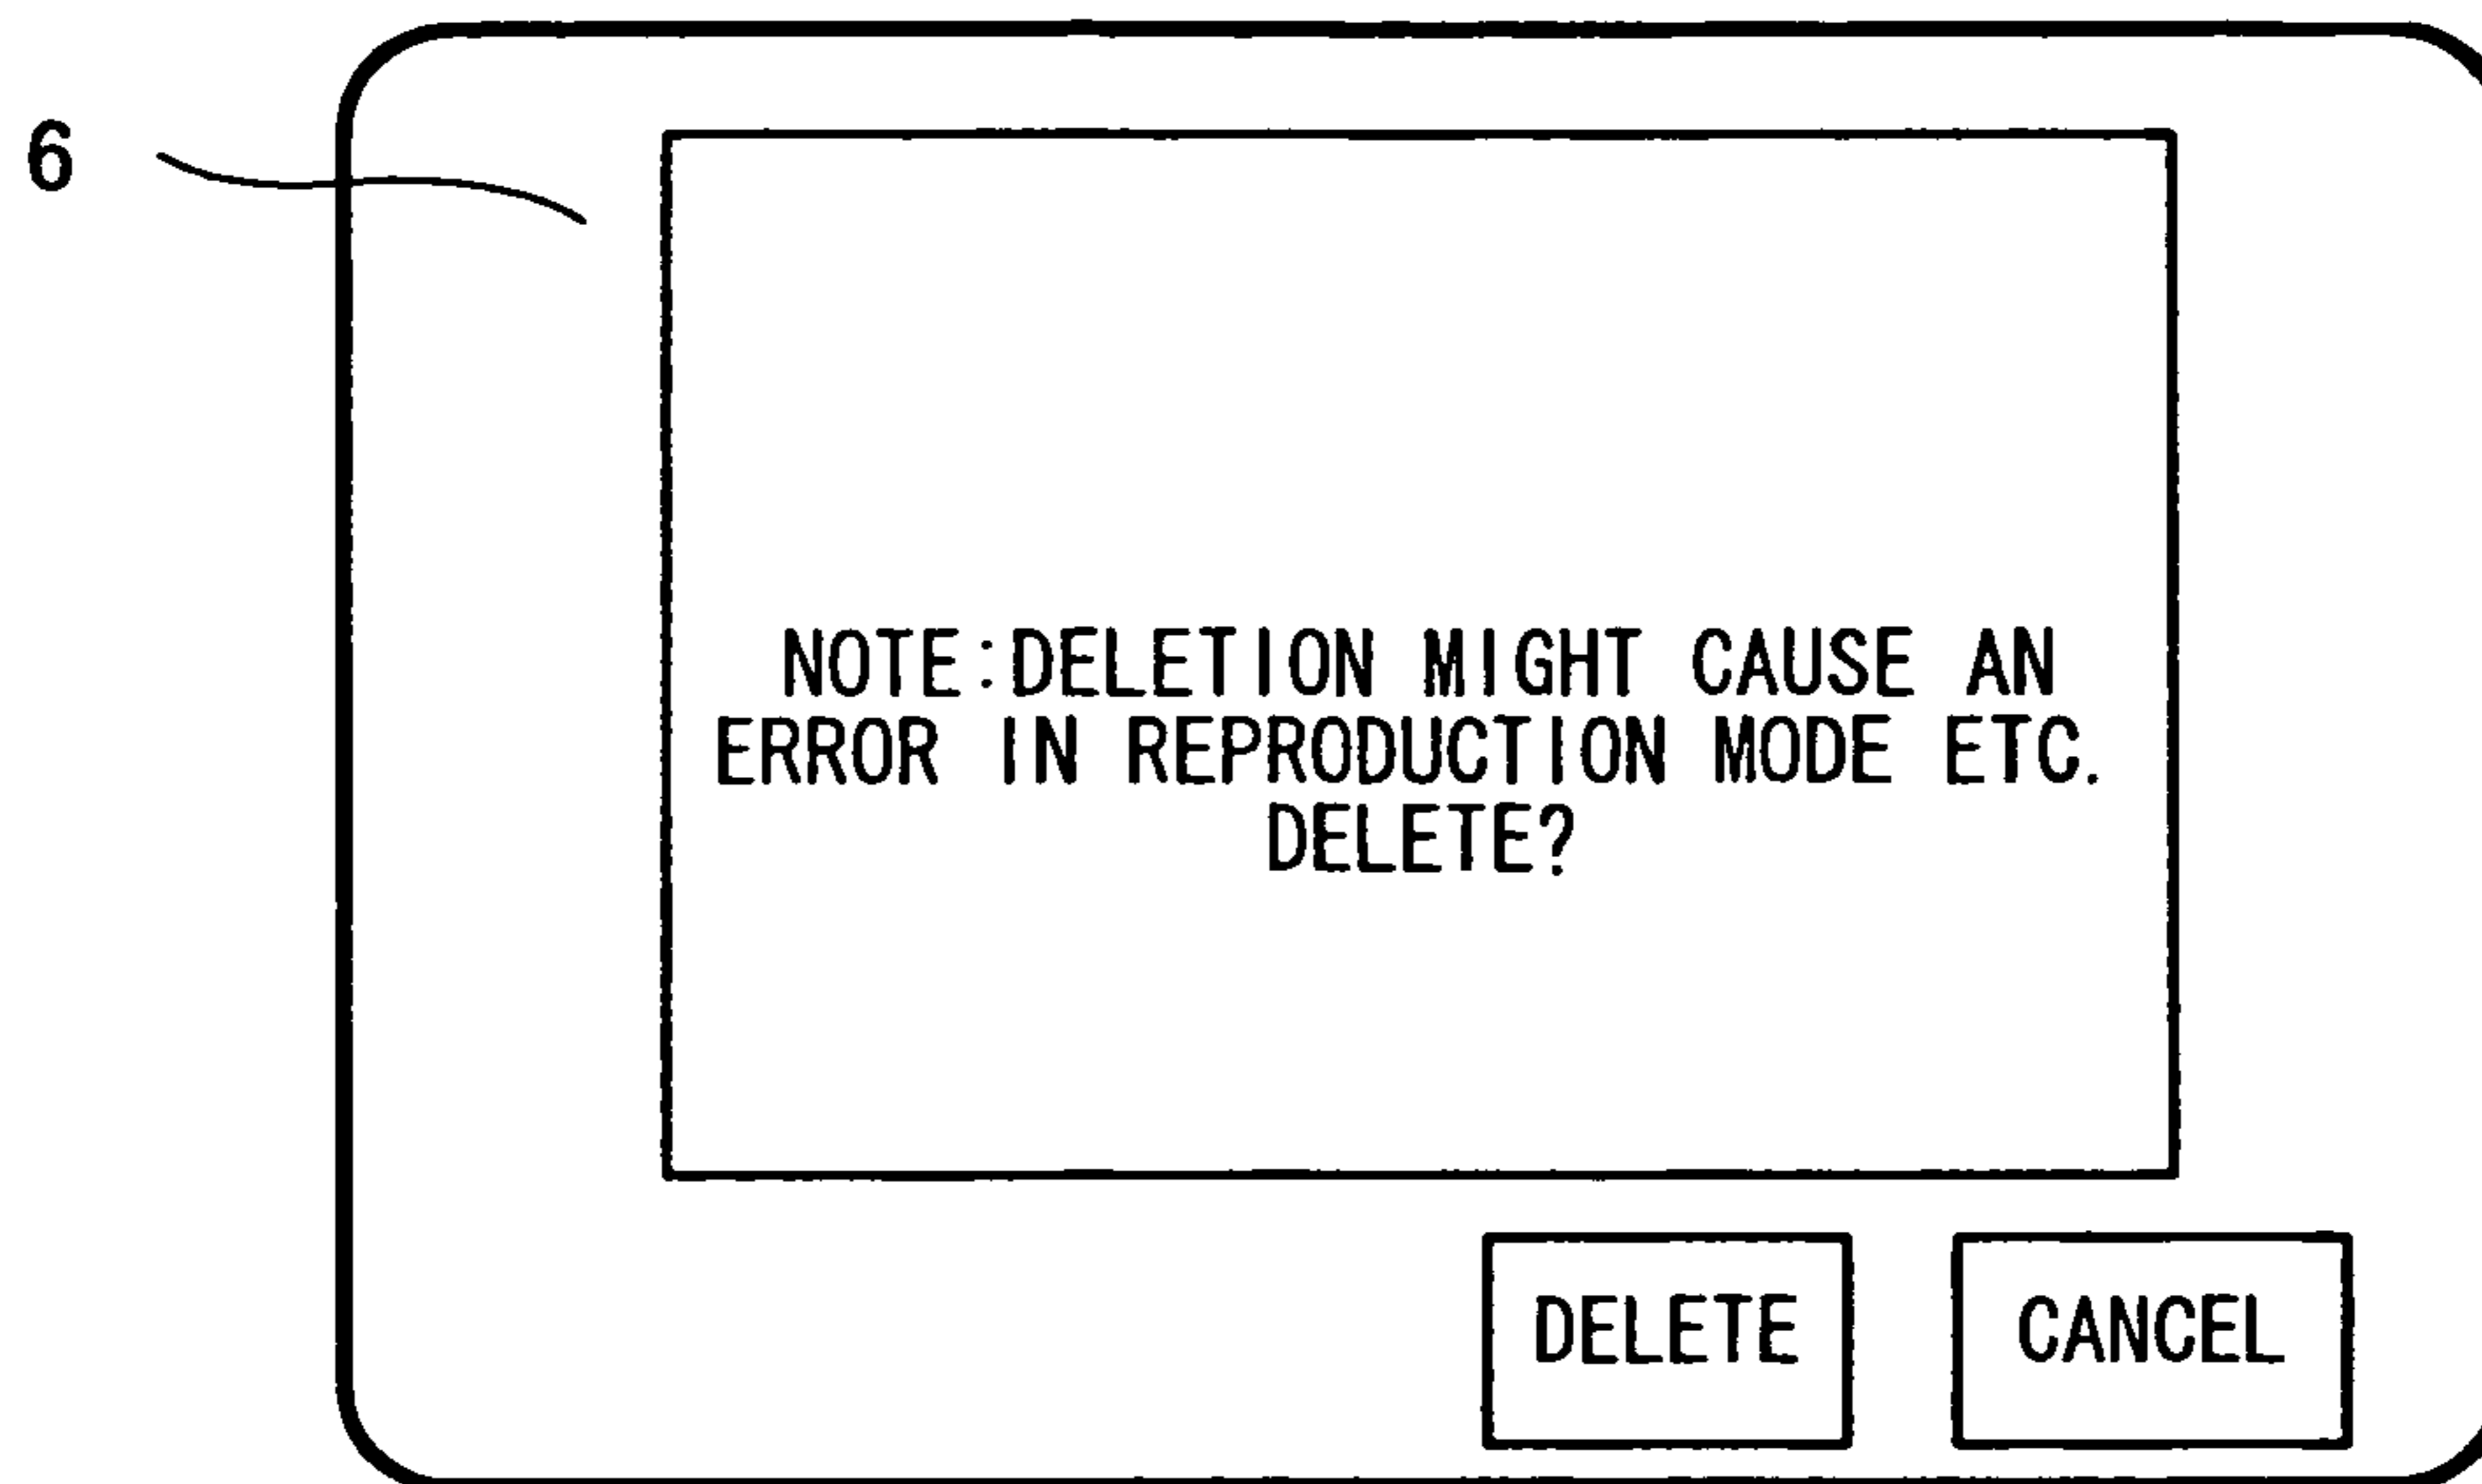 6
NOTE:DELETION MIGHT CAUSE AN
ERROR IN REPRODUCTION MODE ETC.
DELETE?
DELETE CANCEL